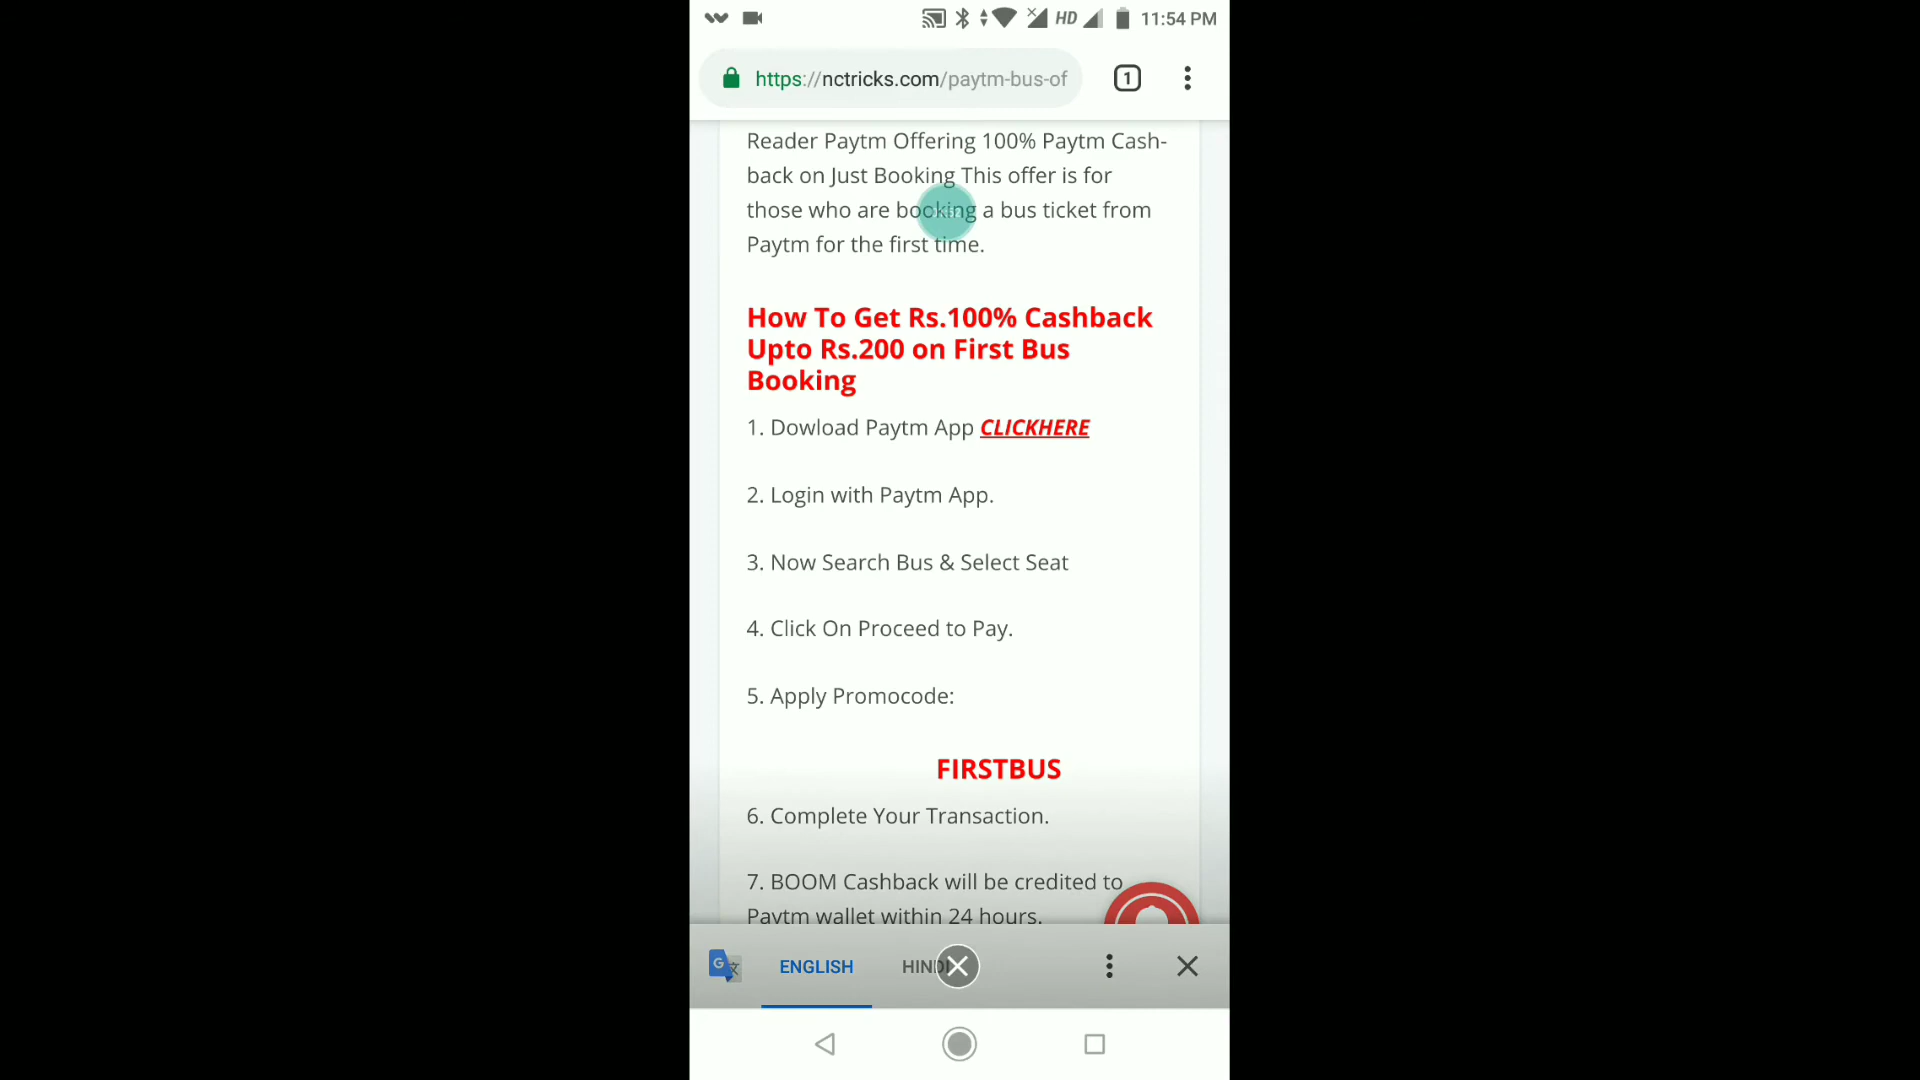 HD 11:54 PM
https://nctricks.com/paytm-bus-of
1
Reader Paytm Offering 100% Paytm Cash-
back on Just Booking This offer is for
those who are booking a bus ticket from
Paytm for the first time.
How To Get Rs.100% Cashback
Upto Rs.200 on First Bus
Booking
1. Dowload Paytm App CLICKHERE
2. Login with Paytm App.
3. Now Search Bus & Select Seat
4. Click On Proceed to Pay.
5. Apply Promocode:
FIRSTBUS
6. Complete Your Transaction.
7. BOOM Cashback will be credited to
Paytm wallet within 24 hours.
ENGLISH HINDI